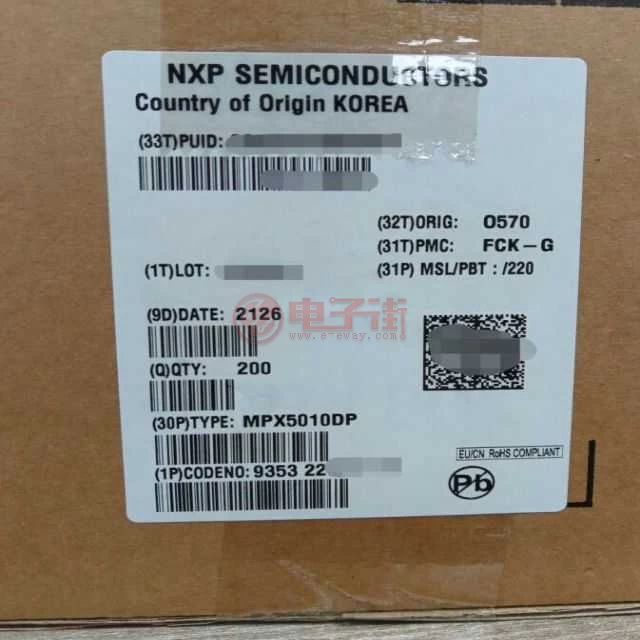 NXP SEMICONDUCTORS
Country of Origin KOREA
(33T)PUID:
(32T)ORIG: O570
(31T)PMC: FCK-G
(1T)LOT:
(31P) MSL/PBT : /220
(9D)DATE: 2126
电子街
www.e-eway.com
(Q)QTY: 200
(30P)TYPE: MPX5010DP
EU/CN RoHS COMPLIANT
(1P)CODENO: 9353 22
Pb